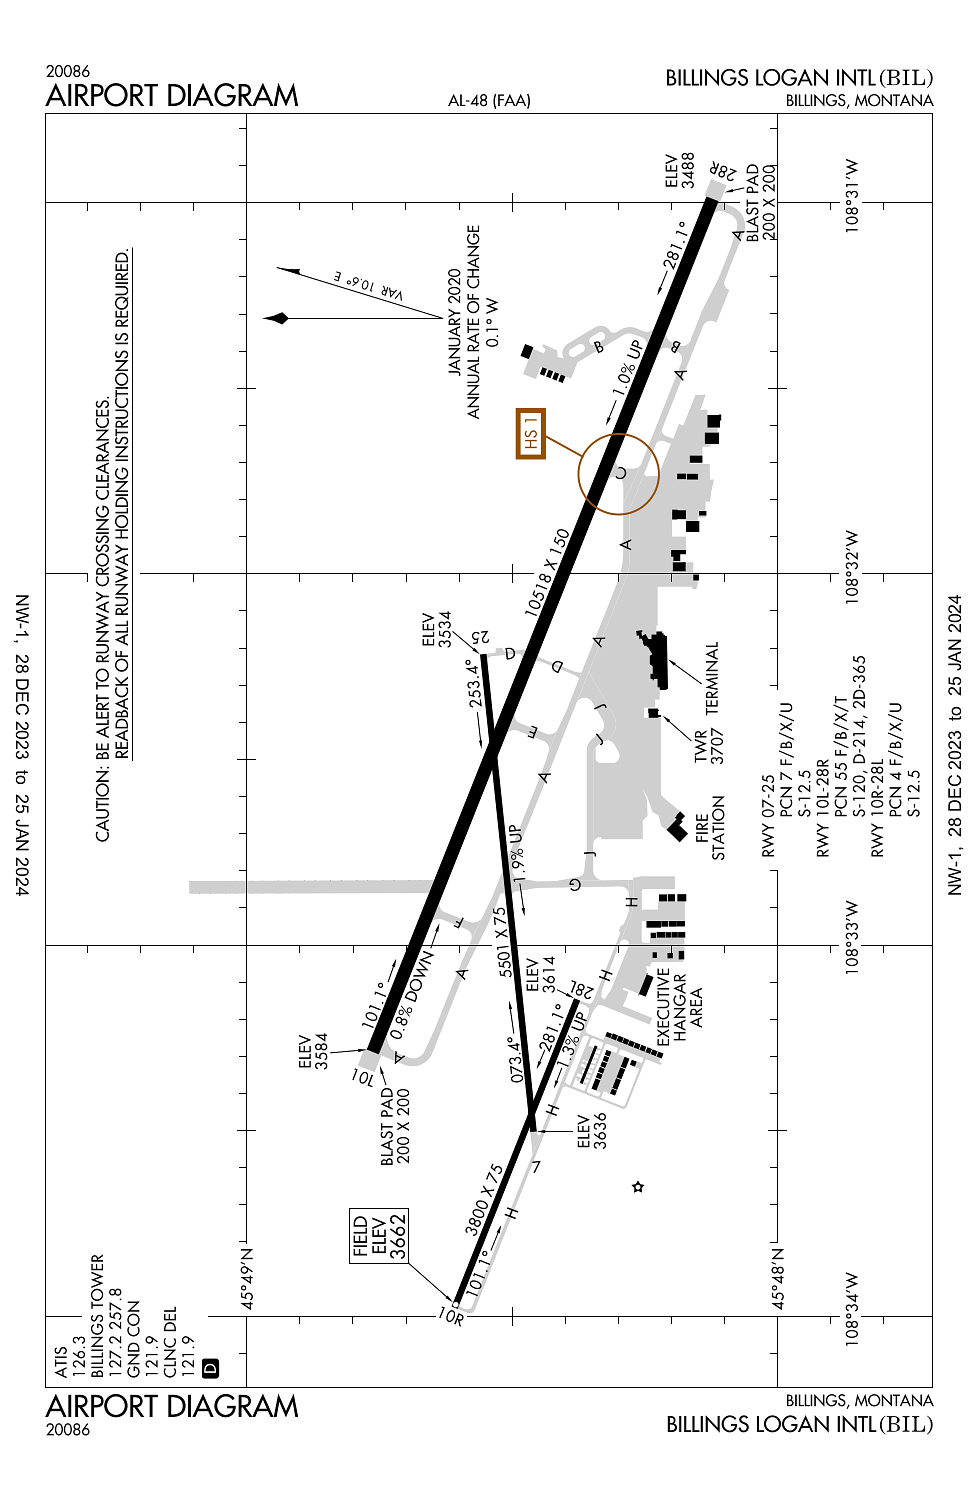 20086
AIRPORT DIAGRAM
AL-48 (FAA)
BILLINGS LOGAN INTL (BIL)
BILLINGS, MONTANA
CAUTION: BE ALERT TO RUNWAY CROSSING CLEARANCES.
READBACK OF ALL RUNWAY HOLDING INSTRUCTIONS IS REQUIRED.
VAR 10.6° E
JANUARY 2020
ANNUAL RATE OF CHANGE
0.1° W
ELEV
3488
28R
BLAST PAD
200 X 200
A
281.1°
108°31'W
B
B
A
1.0% UP
HS 1
C
A
10518 X 150
108°32'W
ELEV
3534
25
D
D
A
253.4°
E
J
J
A
TERMINAL
TWR
3707
FIRE
STATION
1.9% UP
J
G
H
RWY 07-25
PCN 7 F/B/X/U
S-12.5
RWY 10L-28R
PCN 55 F/B/X/T
S-120, D-214, 2D-365
RWY 10R-28L
PCN 4 F/B/X/U
S-12.5
F
A
5501 X 75
108°33'W
101.1°
0.8% DOWN
ELEV
3584
10L
A
BLAST PAD
200 X 200
ELEV
3614
28L
H
EXECUTIVE
HANGAR
AREA
073.4°
281.1°
1.3% UP
H
ELEV
3636
7
3800 X 75
H
101.1°
FIELD
ELEV
3662
10R
45°49'N
45°48'N
108°34'W
ATIS
126.3
BILLINGS TOWER
127.2 257.8
GND CON
121.9
CLNC DEL
121.9
D
NW-1, 28 DEC 2023 to 25 JAN 2024
NW-1, 28 DEC 2023 to 25 JAN 2024
AIRPORT DIAGRAM
20086
BILLINGS, MONTANA
BILLINGS LOGAN INTL (BIL)